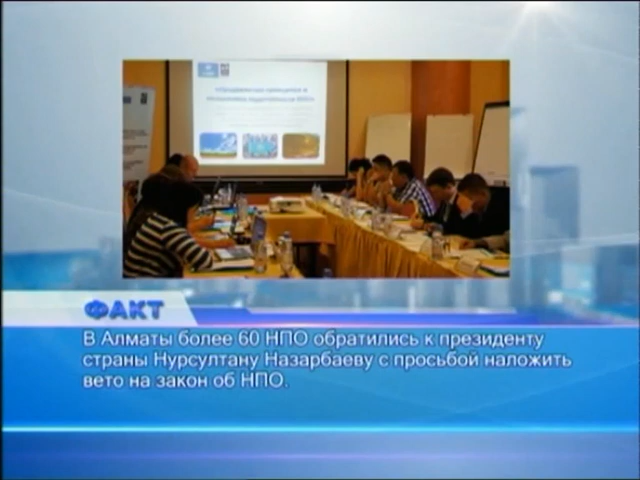 ФАКТ
В Алматы более 60 НПО обратились к президенту
страны Нурсултану Назарбаеву с просьбой наложить
вето на закон об НПО.